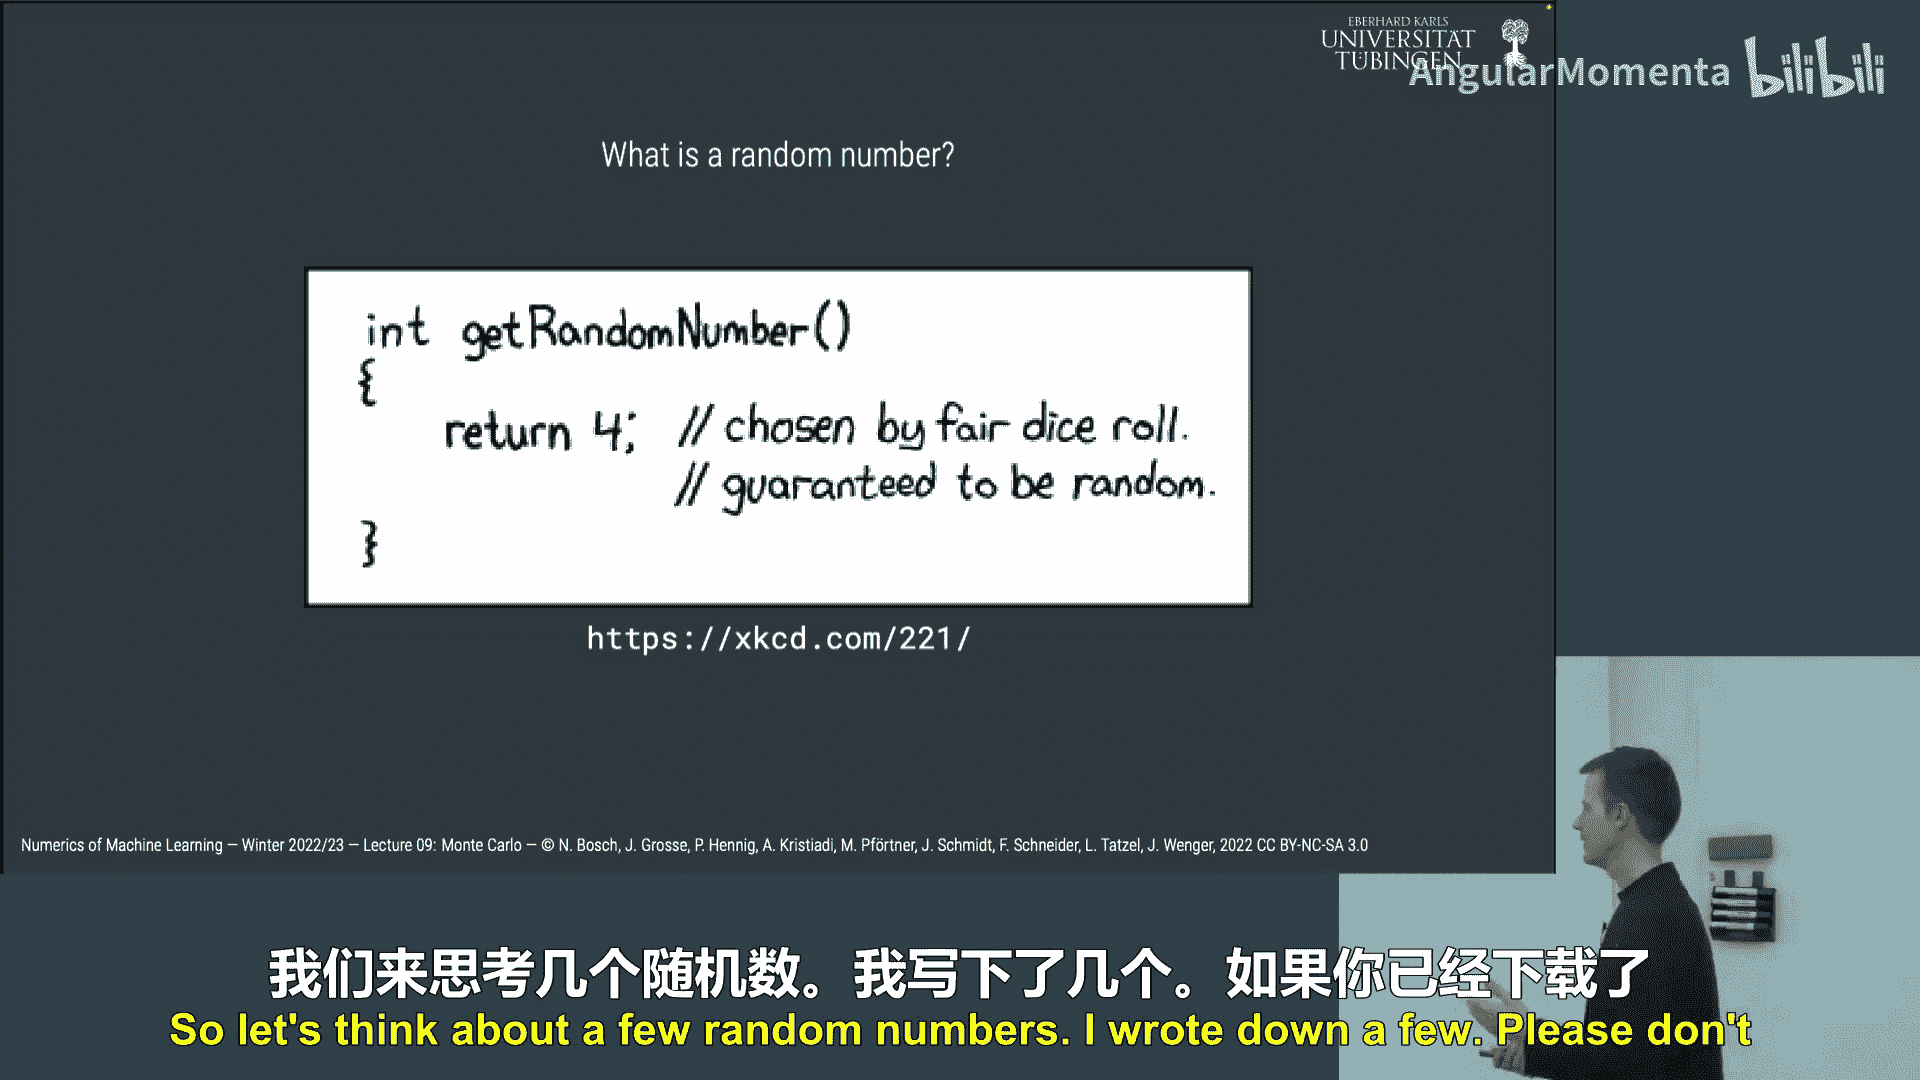 EBERHARD KARLS
UNIVERSITÄT
TÜBINGEN
AngularMomenta bilibili
What is a random number?
int getRandomNumber()
{
return 4; // chosen by fair dice roll.
// guaranteed to be random.
}
https://xkcd.com/221/
Numerics of Machine Learning — Winter 2022/23 — Lecture 09: Monte Carlo — © N. Bosch, J. Grosse, P. Hennig, A. Kristiadi, M. Pförtner, J. Schmidt, F. Schneider, L. Tatzel, J. Wenger, 2022 CC BY-NC-SA 3.0
我们来思考几个随机数。我写下了几个。如果你已经下载了
So let's think about a few random numbers. I wrote down a few. Please don't